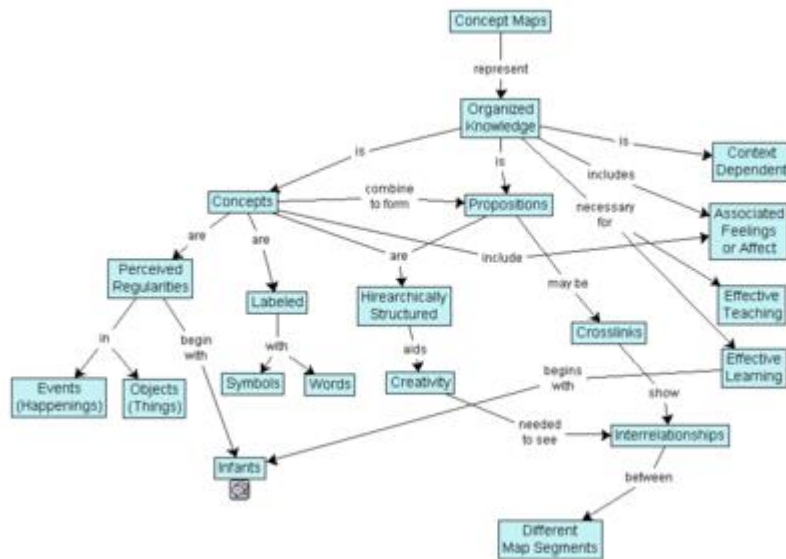 Concept Maps
represent
Organized
Knowledge
is
is
is
Context
Dependent
includes
Concepts
combine
to form
Propositions
necessary
for
Associated
Feelings
or Affect
are
are
are
include
Perceived
Regularities
Labeled
Hirearchically
Structured
may be
Effective
Teaching
in
begin
with
with
aids
Crosslinks
Effective
Learning
Events
(Happenings)
Objects
(Things)
Symbols
Words
Creativity
begins
with
show
needed
to see
Interrelationships
Infants
between
Different
Map Segments